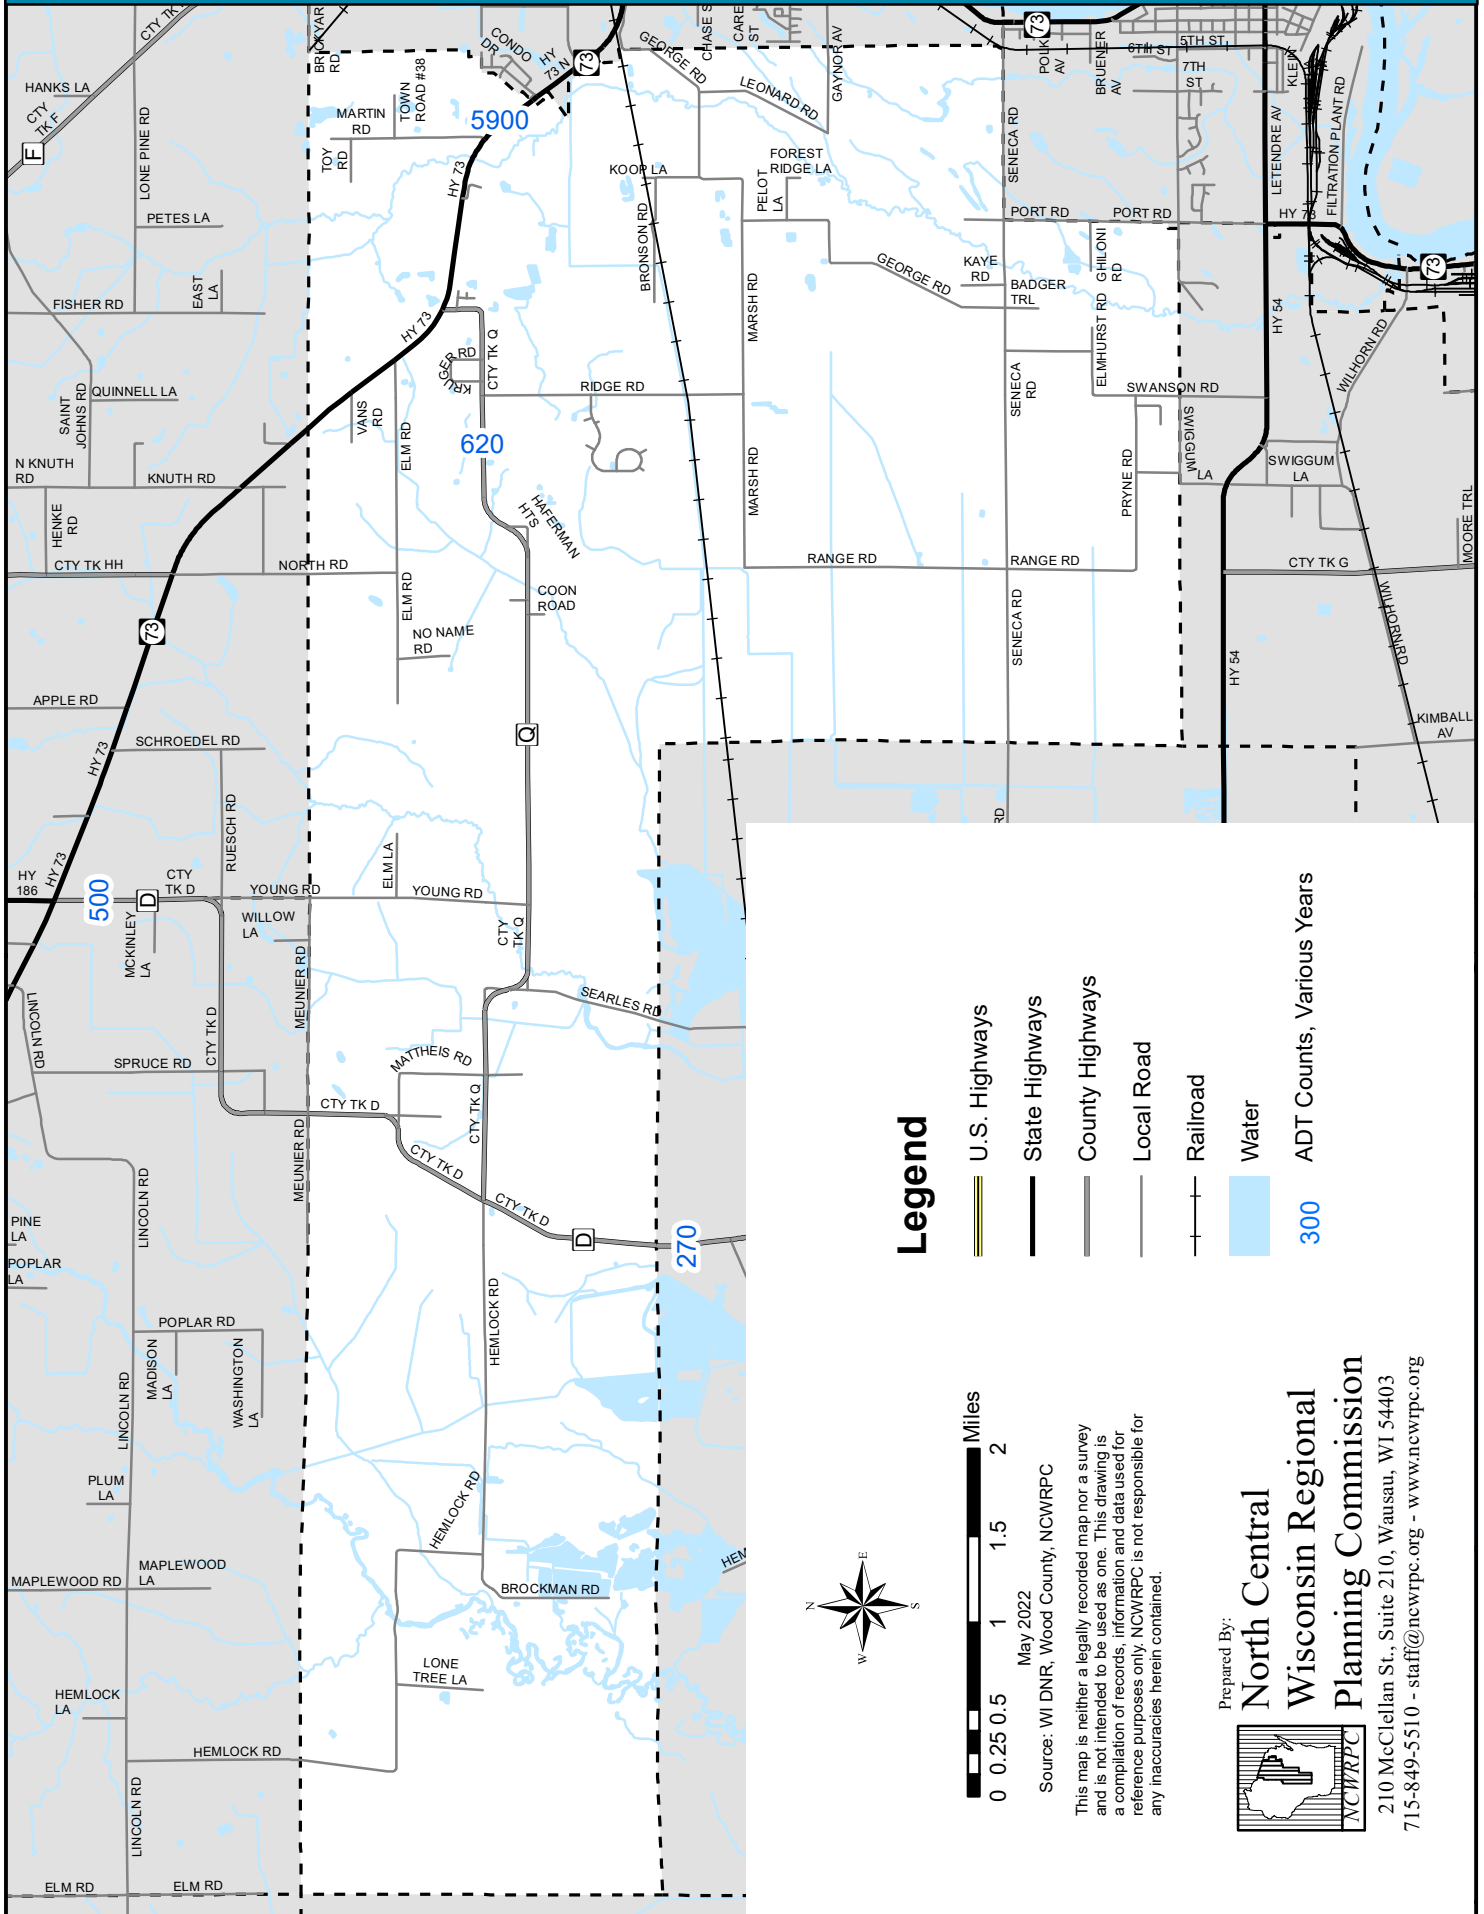 CTY TK F
BRICKYAR
RD
CONDO
DR
HY
73 N
73
GEORGE RD
CHASE S
CARE
ST
GAYNOR AV
73
POLK
AV
BRUENER
AV
6TH ST
5TH ST
7TH
ST
KLEIN
HANKS LA
CTY
TK F
F
LONE PINE RD
MARTIN
RD
TOWN
ROAD #38
TOY
RD
5900
HY 73
LEONARD RD
KOOP LA
FOREST
RIDGE LA
PELOT
LA
SENECA RD
LETENDRE AV
FILTRATION PLANT RD
PETES LA
BRONSON RD
PORT RD
PORT RD
HY 73
GEORGE RD
KAYE
RD
GHILONI
RD
BADGER
TRL
73
FISHER RD
EAST
LA
HY 73
MARSH RD
ELMHURST RD
HY 54
WILHORN RD
KRUGER RD
CTY TK Q
RIDGE RD
SENECA
RD
SWANSON RD
SAINT
JOHNS RD
QUINNELL LA
VANS
RD
ELM RD
620
MARSH RD
PRYNE RD
SWIGGUM
LA
SWIGGUM
LA
N KNUTH
RD
KNUTH RD
HENKE
RD
HAFERMAN
HTS
MOORE TRL
CTY TK HH
NORTH RD
RANGE RD
RANGE RD
CTY TK G
ELM RD
COON
ROAD
NO NAME
RD
SENECA RD
WILHORN RD
73
HY 54
APPLE RD
SCHROEDEL RD
HY 73
Q
KIMBALL
AV
RUESCH RD
RD
HY 73
HY
186
500
D
CTY
TK D
YOUNG RD
ELM LA
YOUNG RD
MCKINLEY
LA
WILLOW
LA
CTY
TK Q
MEUNIER RD
SEARLES RD
LINCOLN RD
SPRUCE RD
CTY TK D
MATTHEIS RD
CTY TK D
CTY TK Q
MEUNIER RD
CTY TK D
CTY TK D
D
270
LINCOLN RD
PINE
LA
POPLAR
LA
HEMLOCK RD
POPLAR RD
MADISON
LA
WASHINGTON
LA
LINCOLN RD
PLUM
LA
HEMLOCK RD
HEM
MAPLEWOOD RD
MAPLEWOOD
LA
BROCKMAN RD
LONE
TREE LA
HEMLOCK
LA
HEMLOCK RD
LINCOLN RD
ELM RD
ELM RD
Legend
U.S. Highways
State Highways
County Highways
Local Road
Railroad
Water
300 ADT Counts, Various Years
N
W
E
S
0 0.25 0.5 1 1.5 2
Miles
May 2022
Source: WI DNR, Wood County, NCWRPC
This map is neither a legally recorded map nor a survey
and is not intended to be used as one. This drawing is
a compilation of records, information and data used for
reference purposes only. NCWRPC is not responsible for
any inaccuracies herein contained.
Prepared By:
North Central
Wisconsin Regional
Planning Commission
NCWRPC
210 McClellan St., Suite 210, Wausau, WI 54403
715-849-5510 - staff@ncwrpc.org - www.ncwrpc.org